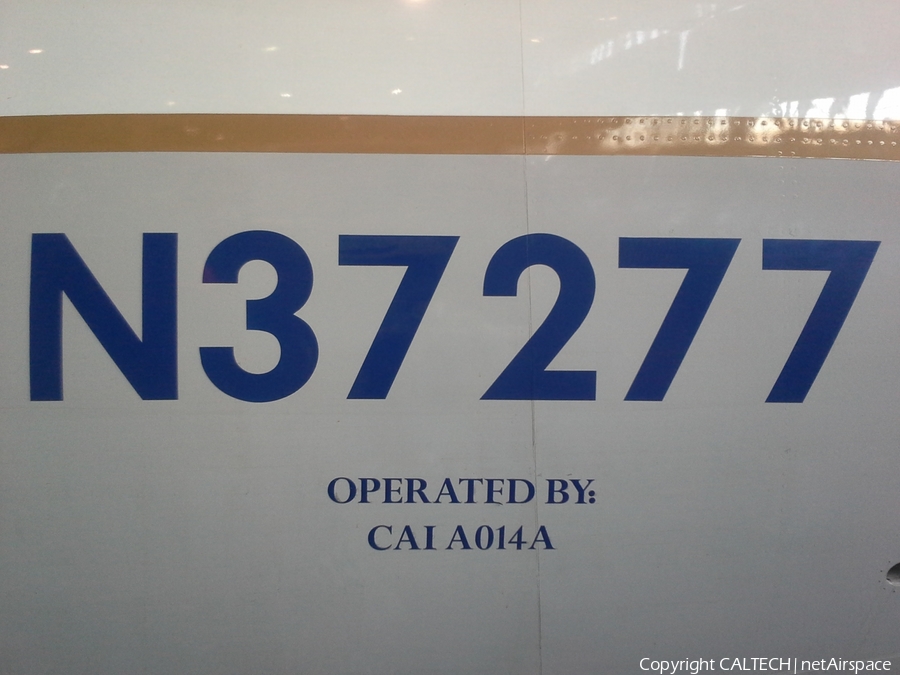 N37277
OPERATED BY:
CAI A014A
Copyright CALTECH | netAirspace